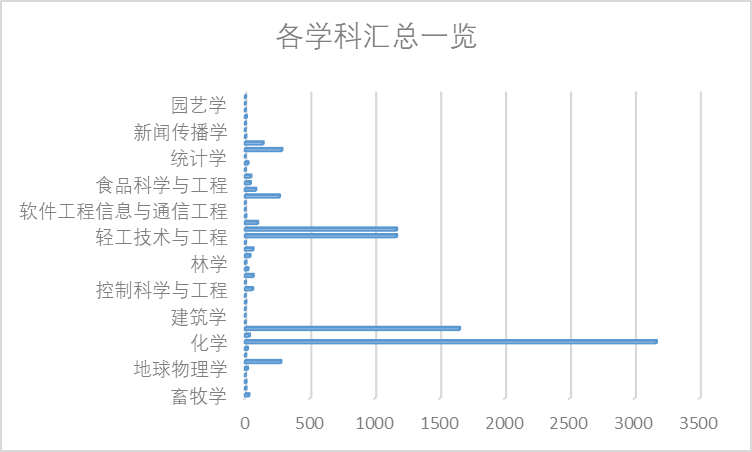 各学科汇总一览
园艺学
新闻传播学
统计学
食品科学与工程
软件工程信息与通信工程
轻工技术与工程
林学
控制科学与工程
建筑学
化学
地球物理学
畜牧学
0 500 1000 1500 2000 2500 3000 3500